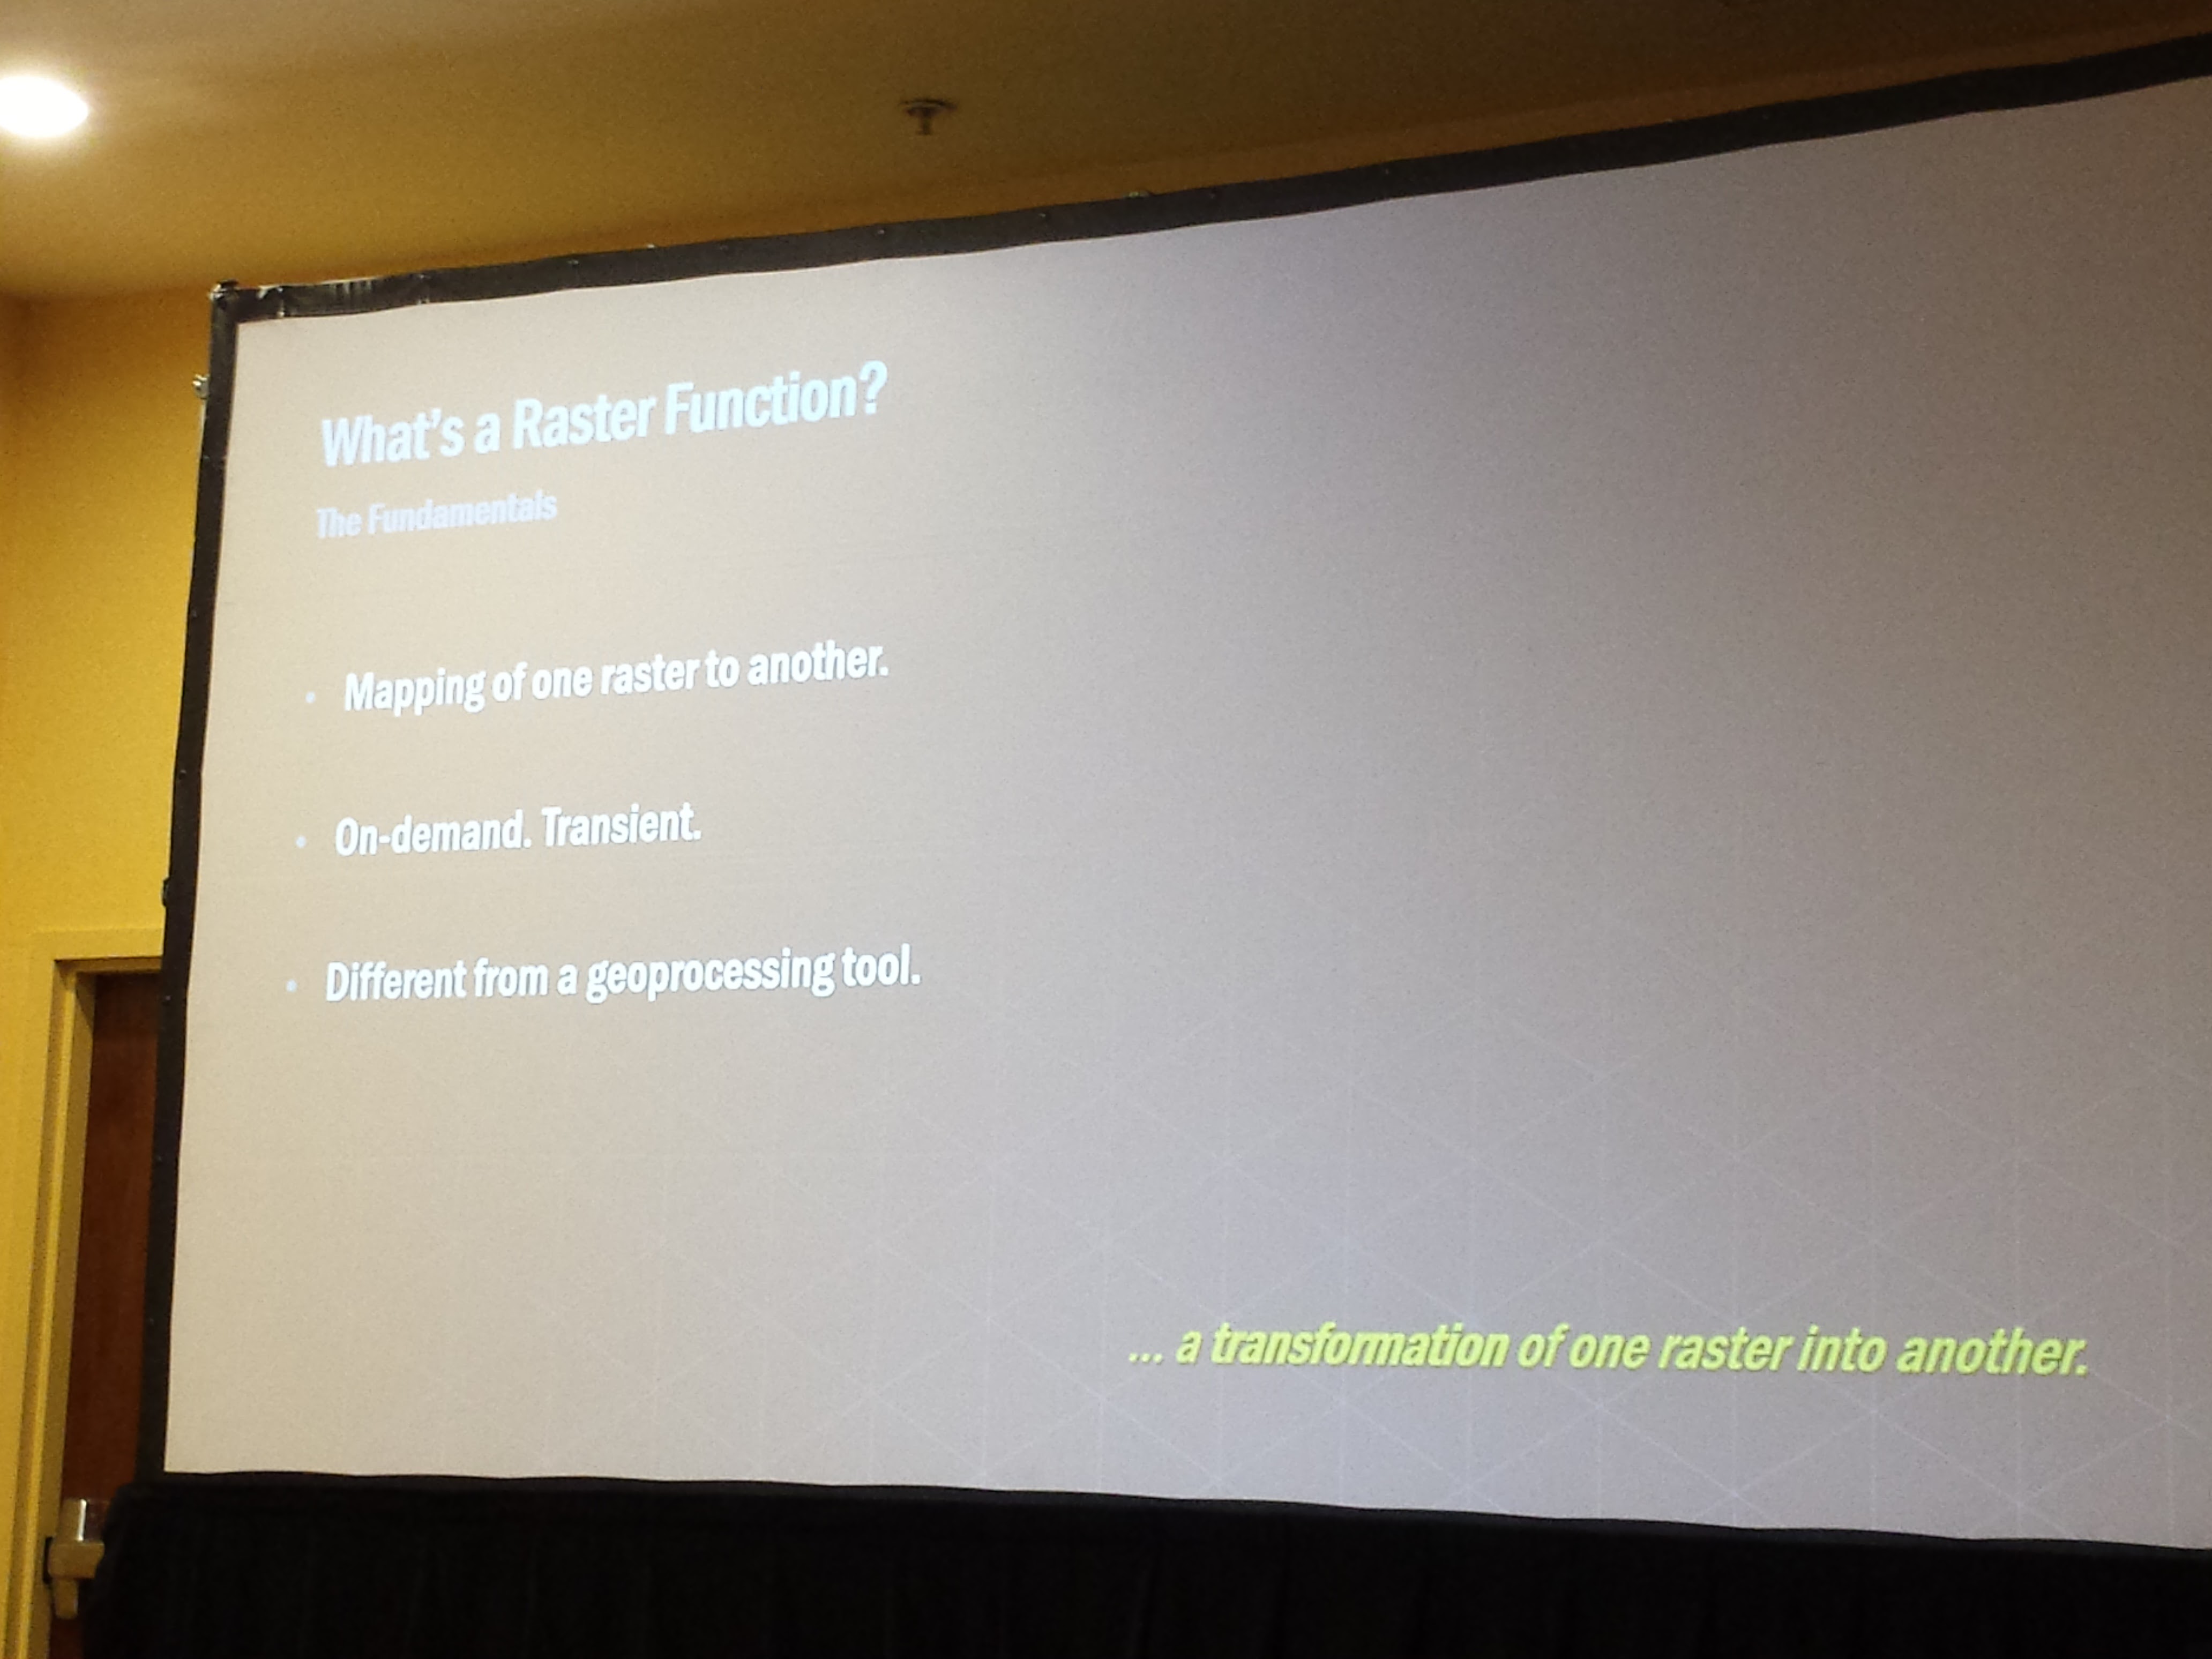 What's a Raster Function?
The Fundamentals
• Mapping of one raster to another.
• On-demand. Transient.
• Different from a geoprocessing tool.
... a transformation of one raster into another.